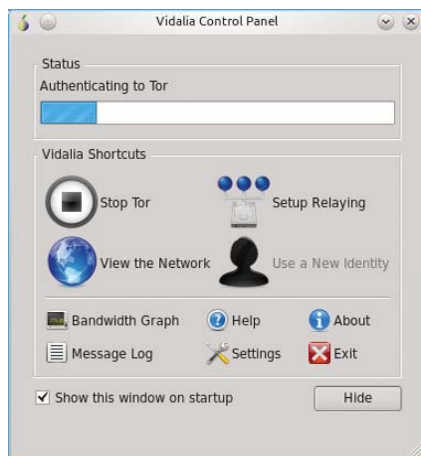 Vidalia Control Panel
Status
Authenticating to Tor
Vidalia Shortcuts
Stop Tor
Setup Relaying
View the Network
Use a New Identity
Bandwidth Graph
Help
About
Message Log
Settings
Exit
Show this window on startup
Hide